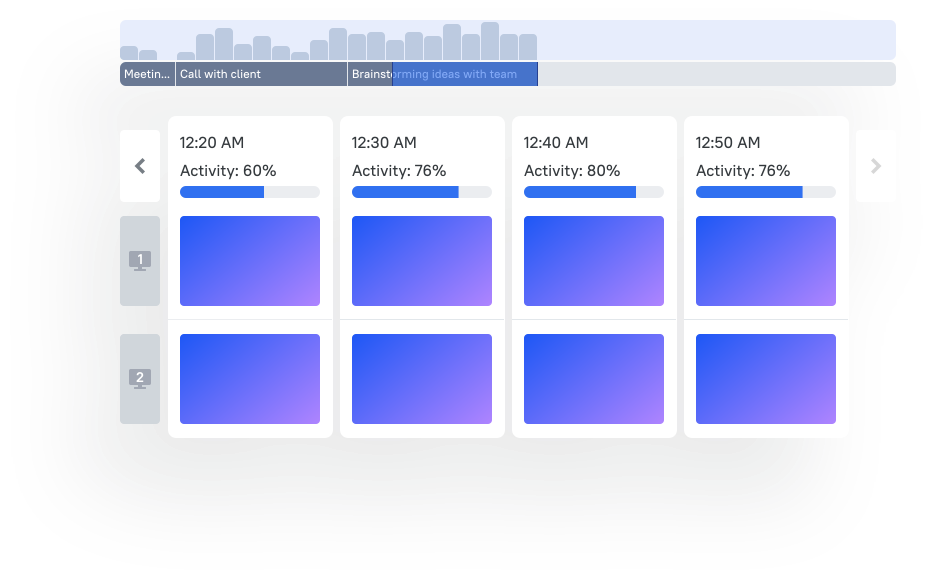 Meetin... Call with client Brainstorming ideas with team
12:20 AM 12:30 AM 12:40 AM 12:50 AM
Activity: 60% Activity: 76% Activity: 80% Activity: 76%
1
2